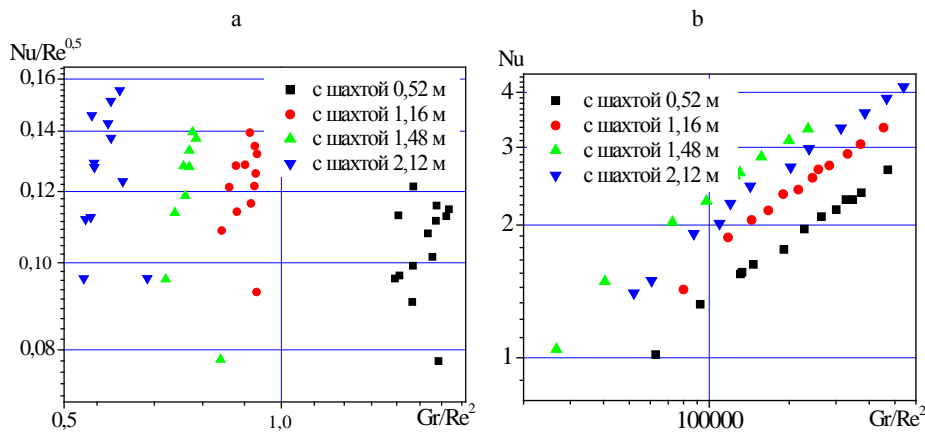 a
b
Nu/Re^0,5
0,16
0,14
0,12
0,10
0,08
с шахтой 0,52 м
с шахтой 1,16 м
с шахтой 1,48 м
с шахтой 2,12 м
0,5
1,0
Gr/Re^2
Nu
4
3
2
1
с шахтой 0,52 м
с шахтой 1,16 м
с шахтой 1,48 м
с шахтой 2,12 м
100000
Gr/Re^2